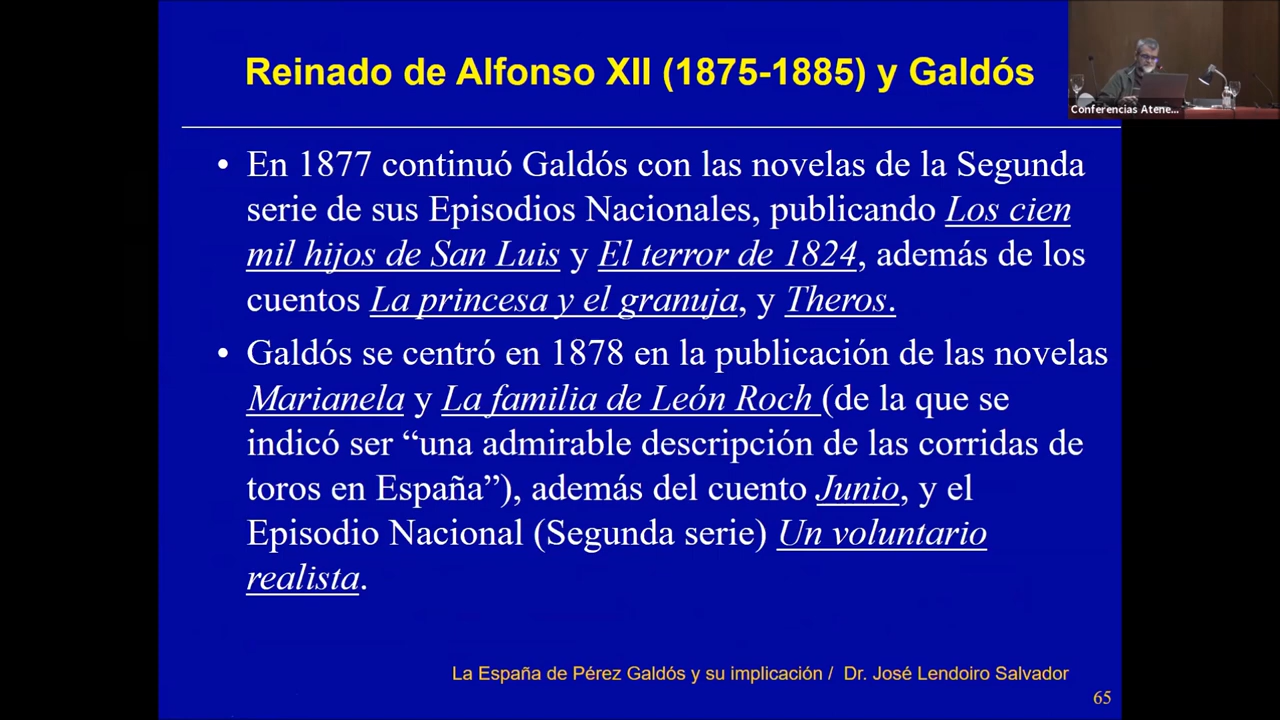 Reinado de Alfonso XII (1875-1885) y Galdós
Conferencias Atene...
• En 1877 continuó Galdós con las novelas de la Segunda
serie de sus Episodios Nacionales, publicando Los cien
mil hijos de San Luis y El terror de 1824, además de los
cuentos La princesa y el granuja, y Theros.
• Galdós se centró en 1878 en la publicación de las novelas
Marianela y La familia de León Roch (de la que se
indicó ser “una admirable descripción de las corridas de
toros en España”), además del cuento Junio, y el
Episodio Nacional (Segunda serie) Un voluntario
realista.
La España de Pérez Galdós y su implicación / Dr. José Lendoiro Salvador
65